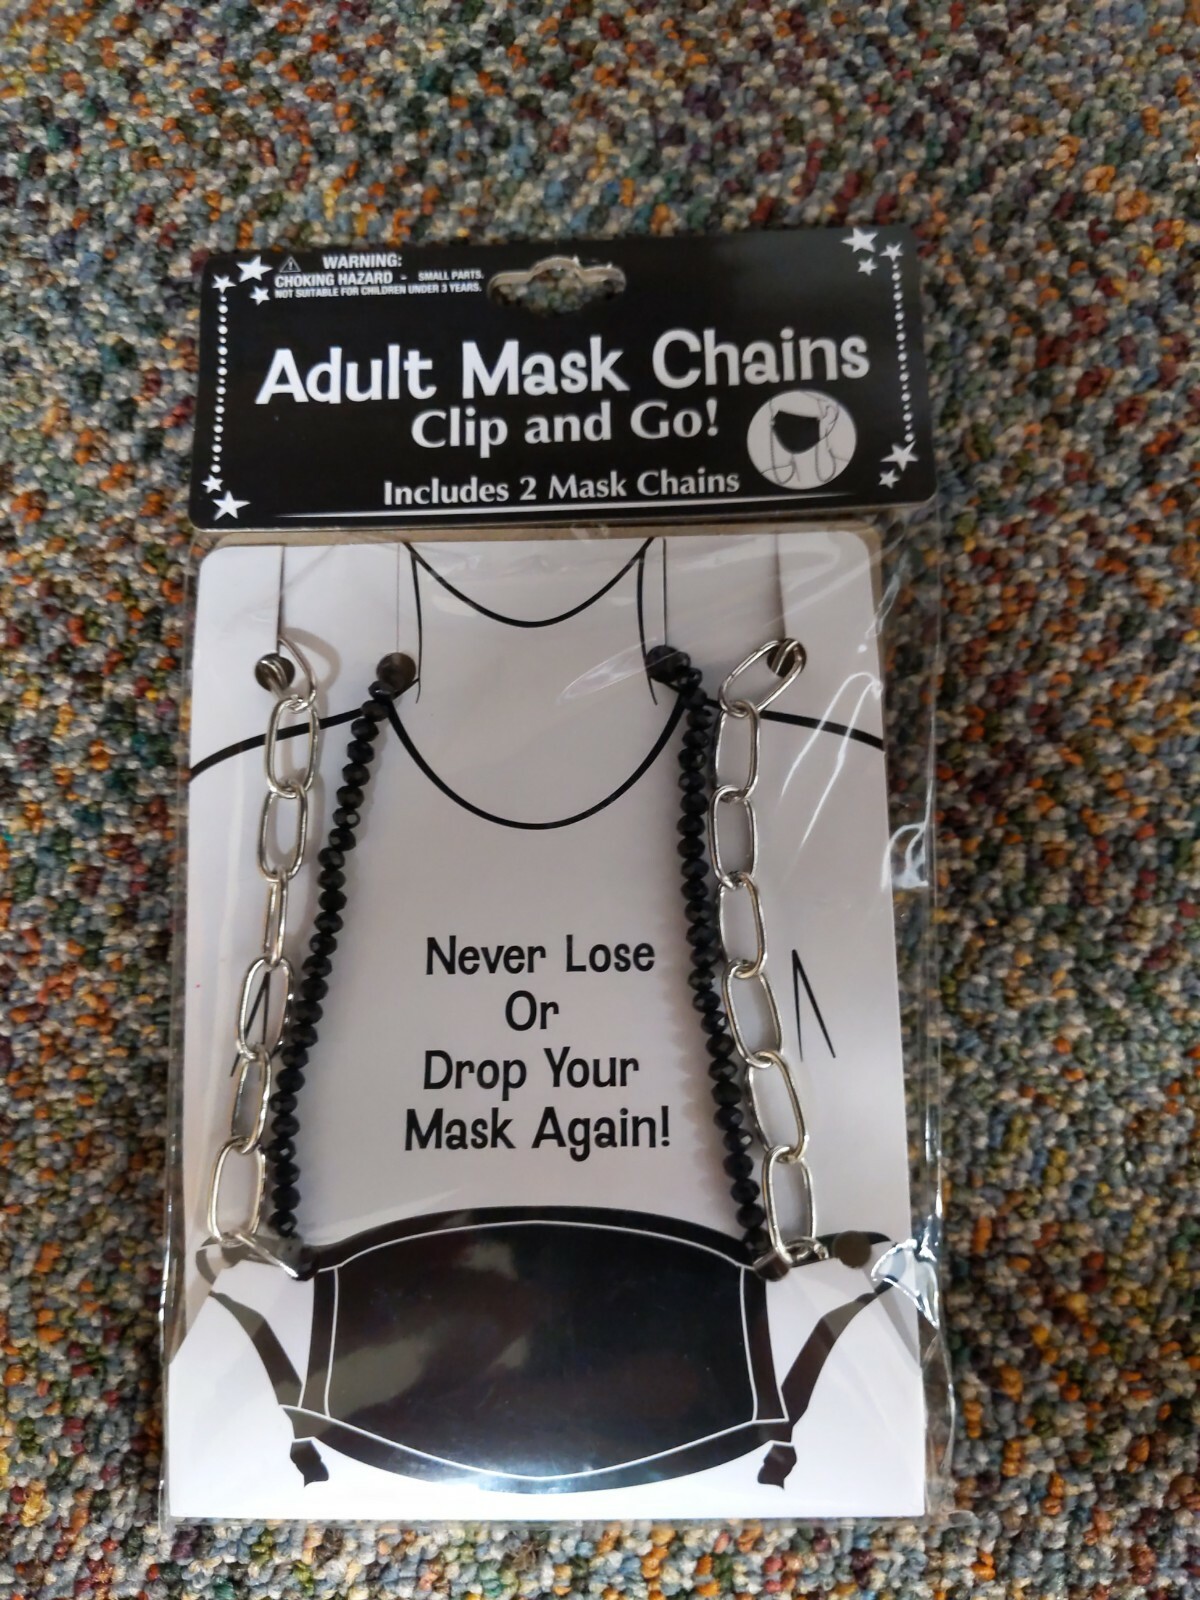 WARNING:
CHOKING HAZARD - SMALL PARTS.
NOT SUITABLE FOR CHILDREN UNDER 3 YEARS.
Adult Mask Chains
Clip and Go!
Includes 2 Mask Chains
Never Lose
Or
Drop Your
Mask Again!